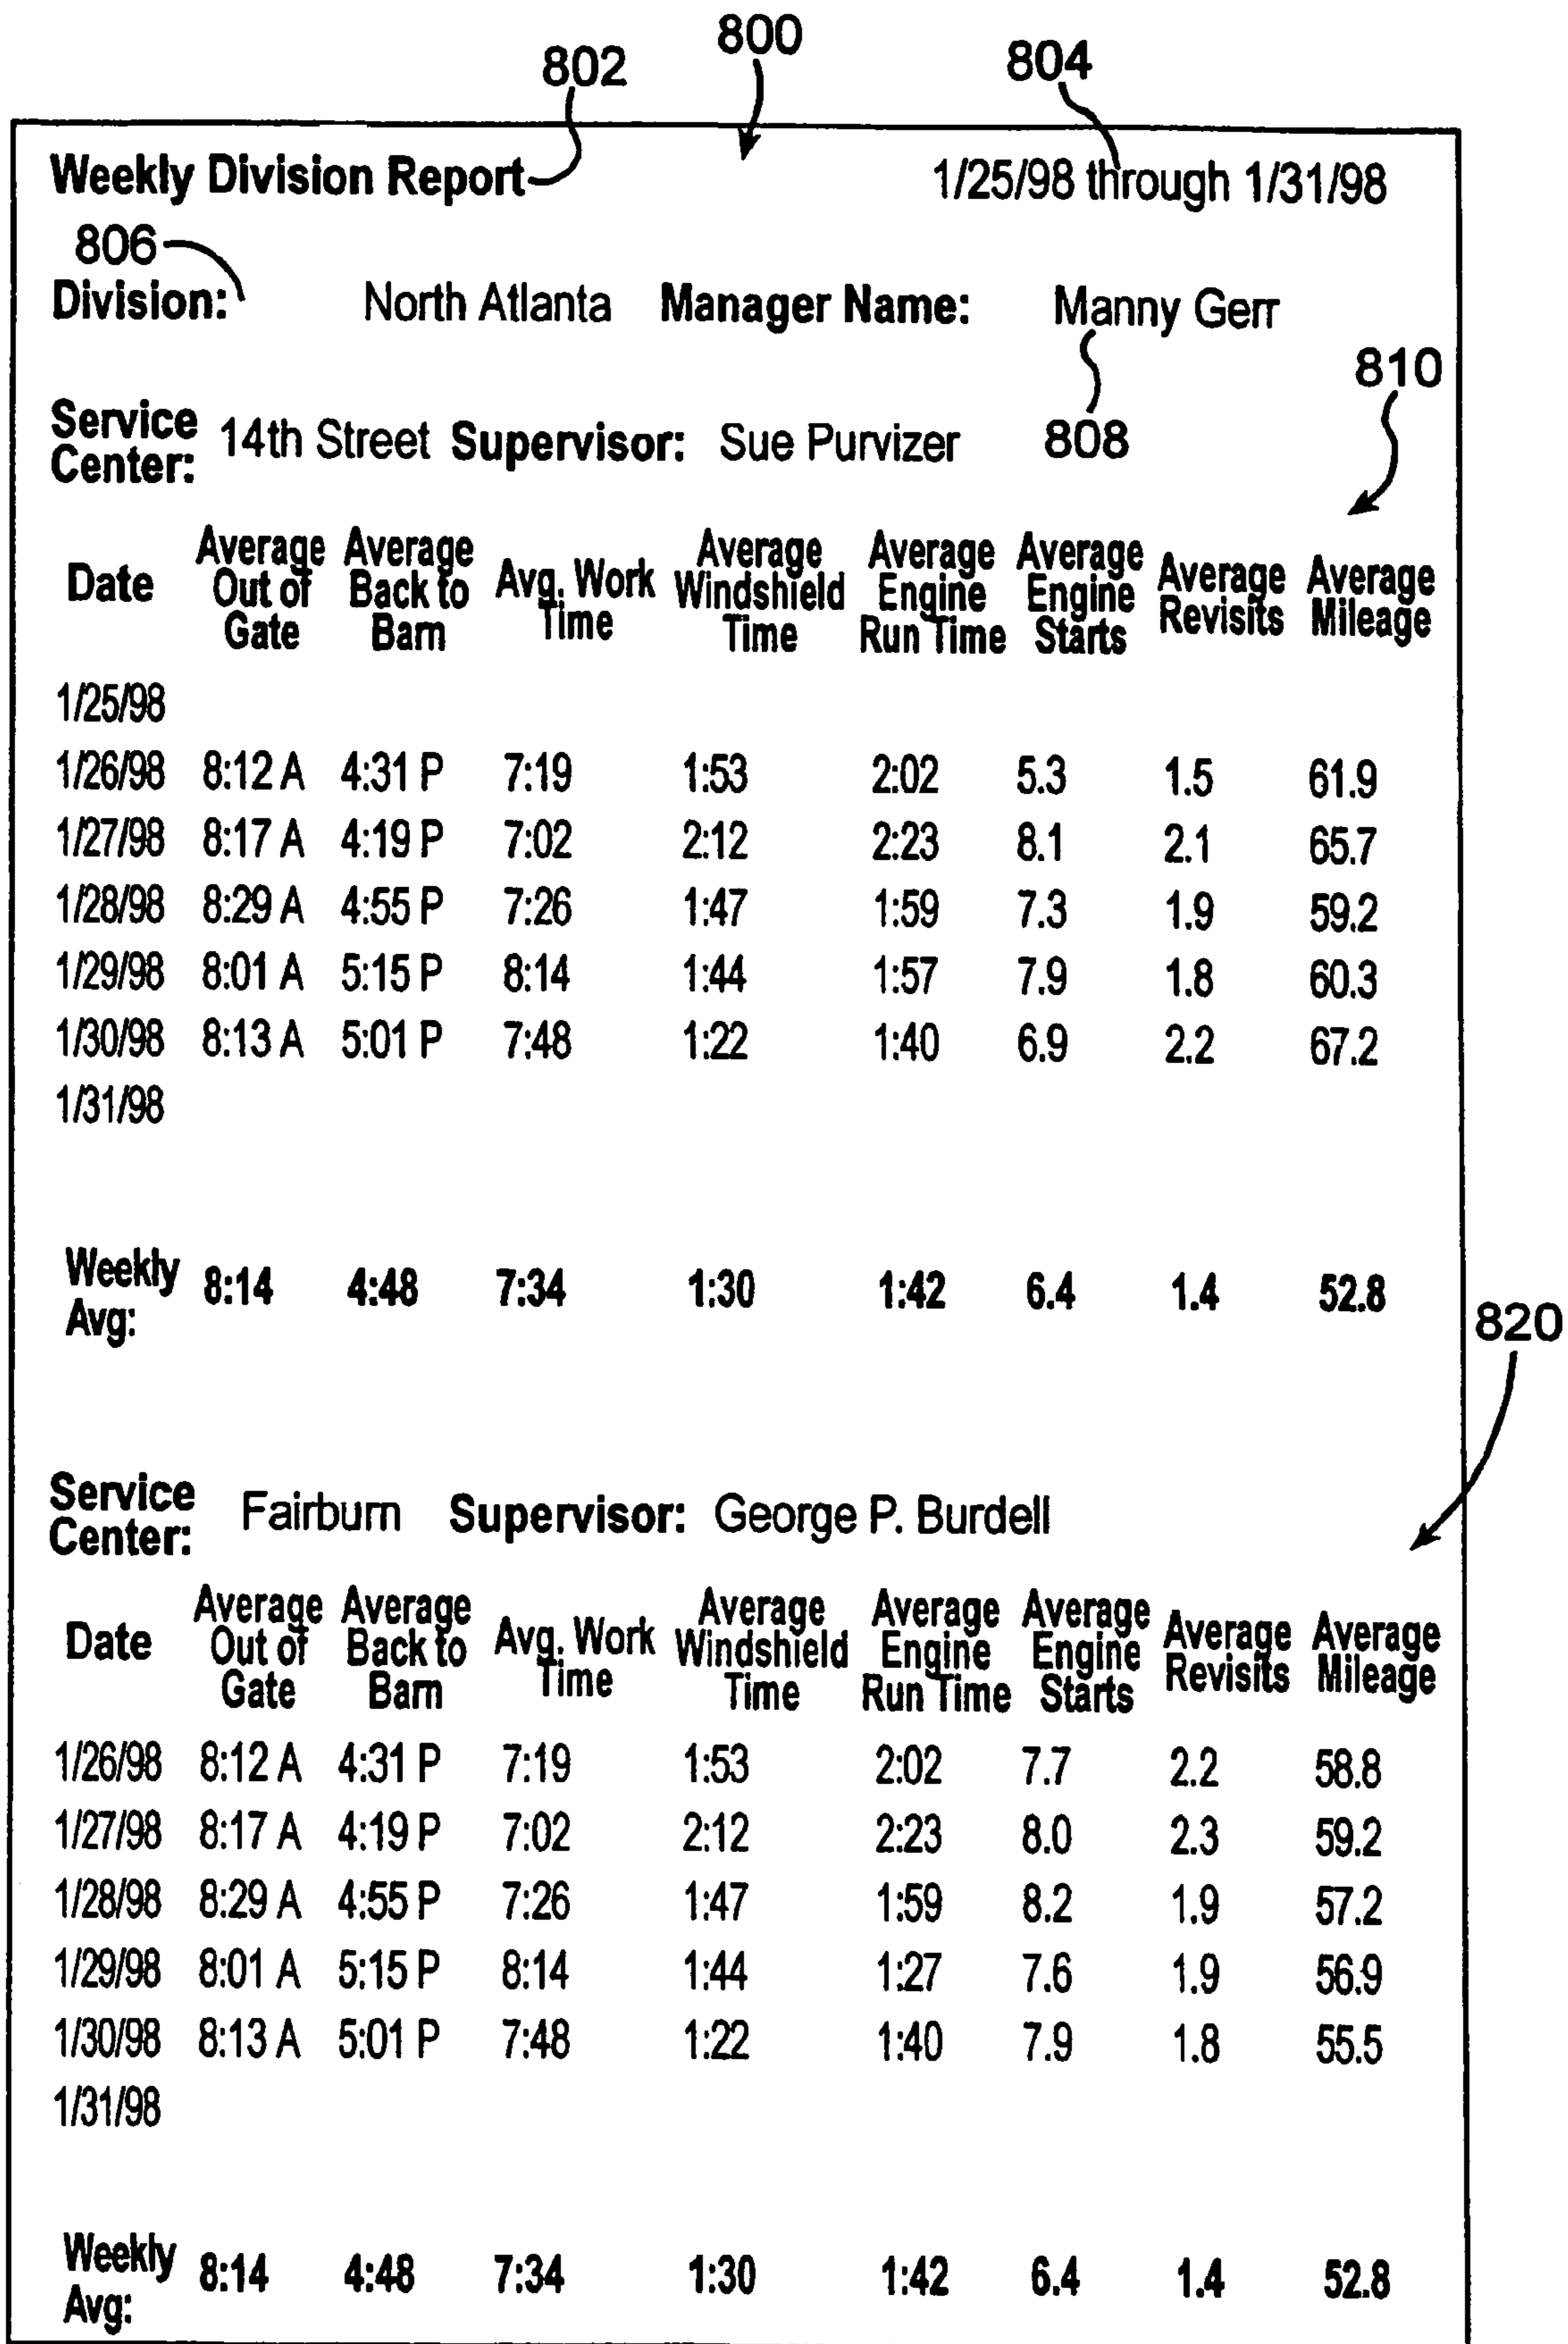 802 800 804
Weekly Division Report 1/25/98 through 1/31/98
806
Division: North Atlanta Manager Name: Manny Gerr
808
810
Service Center: 14th Street Supervisor: Sue Purvizer
Date Average Out of Gate Average Back to Barn Avg. Work Time Average Windshield Time Average Engine Run Time Average Engine Starts Average Revisits Average Mileage
1/25/98
1/26/98 8:12 A 4:31 P 7:19 1:53 2:02 5.3 1.5 61.9
1/27/98 8:17 A 4:19 P 7:02 2:12 2:23 8.1 2.1 65.7
1/28/98 8:29 A 4:55 P 7:26 1:47 1:59 7.3 1.9 59.2
1/29/98 8:01 A 5:15 P 8:14 1:44 1:57 7.9 1.8 60.3
1/30/98 8:13 A 5:01 P 7:48 1:22 1:40 6.9 2.2 67.2
1/31/98
Weekly Avg: 8:14 4:48 7:34 1:30 1:42 6.4 1.4 52.8
820
Service Center: Fairburn Supervisor: George P. Burdell
Date Average Out of Gate Average Back to Barn Avg. Work Time Average Windshield Time Average Engine Run Time Average Engine Starts Average Revisits Average Mileage
1/26/98 8:12 A 4:31 P 7:19 1:53 2:02 7.7 2.2 58.8
1/27/98 8:17 A 4:19 P 7:02 2:12 2:23 8.0 2.3 59.2
1/28/98 8:29 A 4:55 P 7:26 1:47 1:59 8.2 1.9 57.2
1/29/98 8:01 A 5:15 P 8:14 1:44 1:27 7.6 1.9 56.9
1/30/98 8:13 A 5:01 P 7:48 1:22 1:40 7.9 1.8 55.5
1/31/98
Weekly Avg: 8:14 4:48 7:34 1:30 1:42 6.4 1.4 52.8